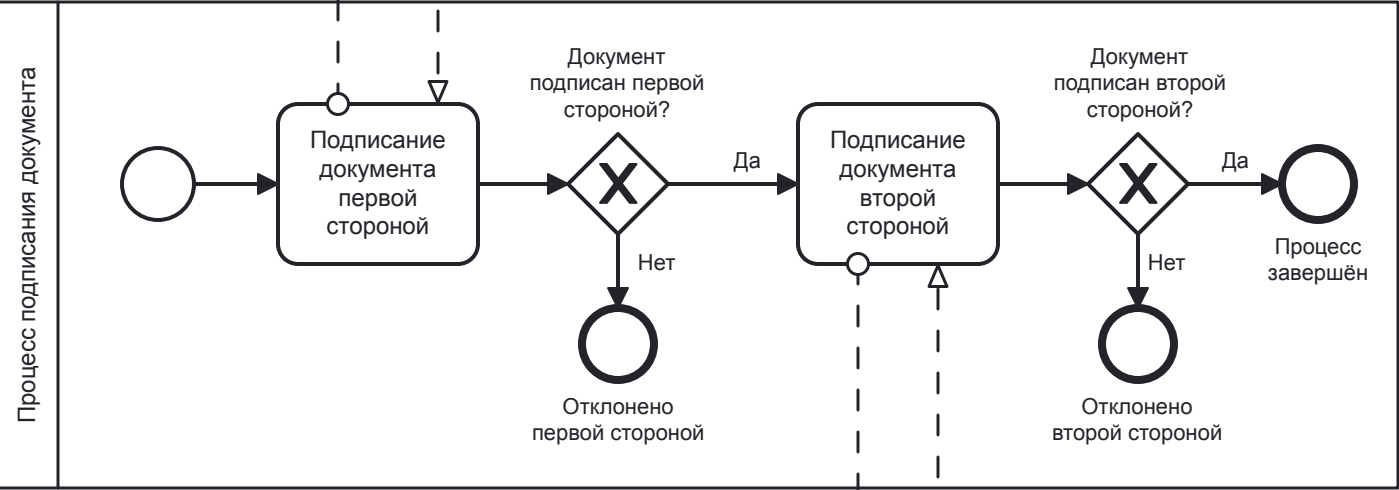 Процесс подписания документа
Подписание
документа
первой
стороной
Документ
подписан первой
стороной?
Да
Нет
Отклонено
первой стороной
Подписание
документа
второй
стороной
Документ
подписан второй
стороной?
Да
Нет
Отклонено
второй стороной
Процесс
завершён